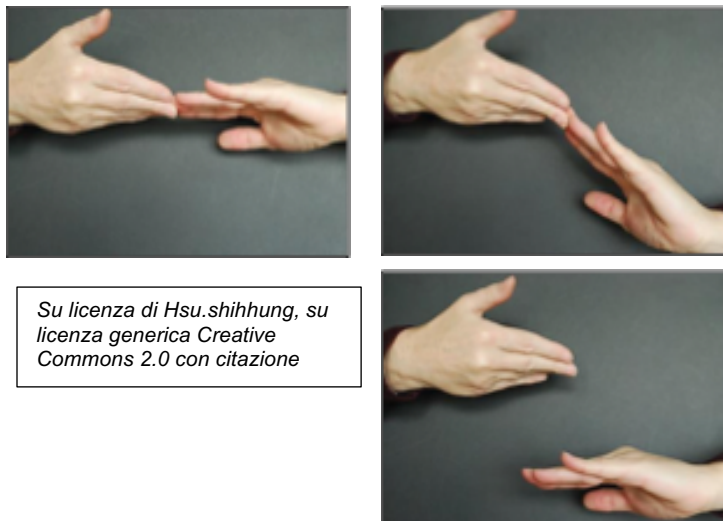 Su licenza di Hsu.shihhung, su
licenza generica Creative
Commons 2.0 con citazione